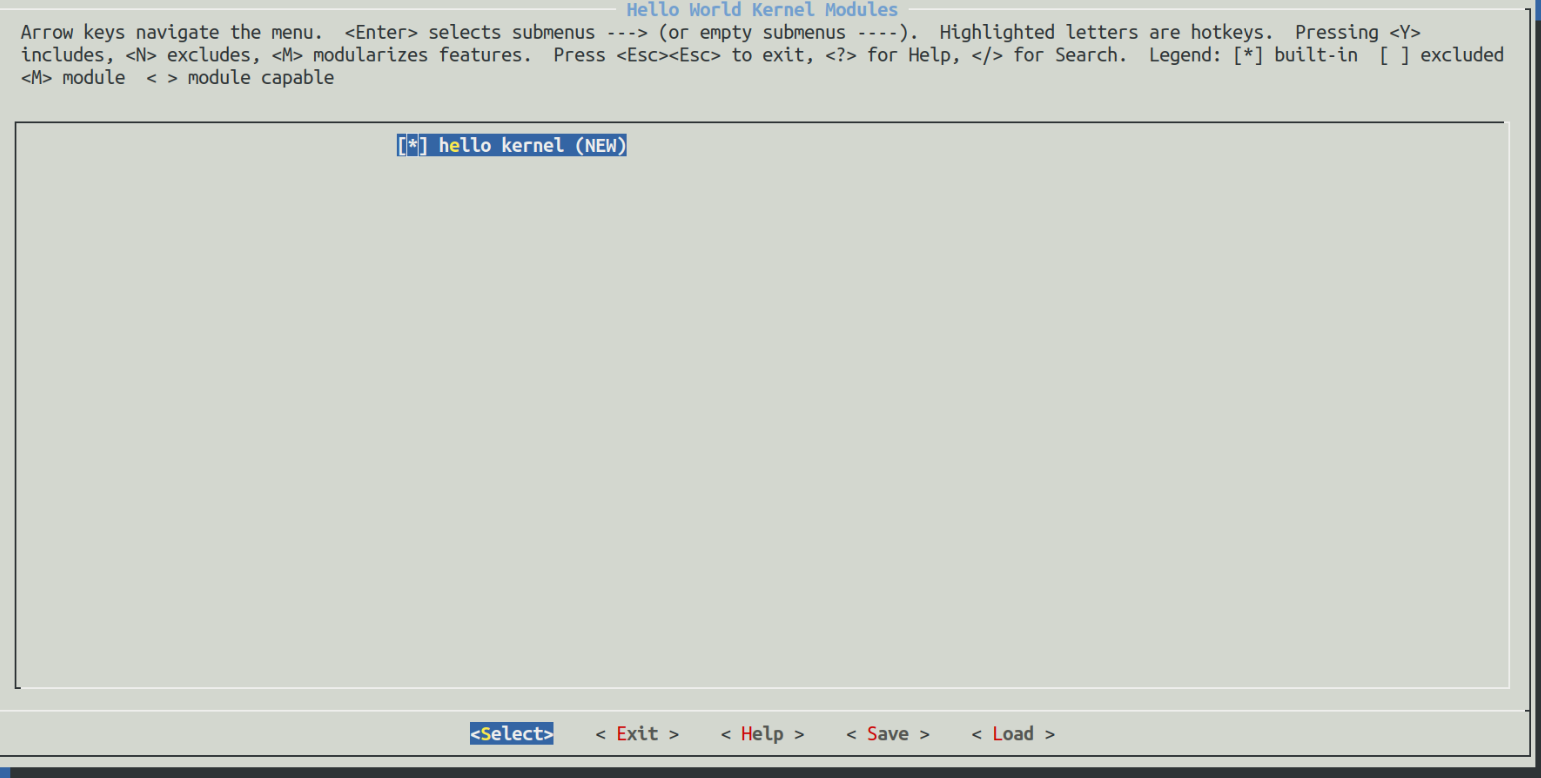 Hello World Kernel Modules
Arrow keys navigate the menu.  <Enter> selects submenus ---> (or empty submenus ----).  Highlighted letters are hotkeys.  Pressing <Y>
includes, <N> excludes, <M> modularizes features.  Press <Esc><Esc> to exit, <?> for Help, </> for Search.  Legend: [*] built-in  [ ] excluded
<M> module  < > module capable
[*] hello kernel (NEW)
<Select>    < Exit >    < Help >    < Save >    < Load >